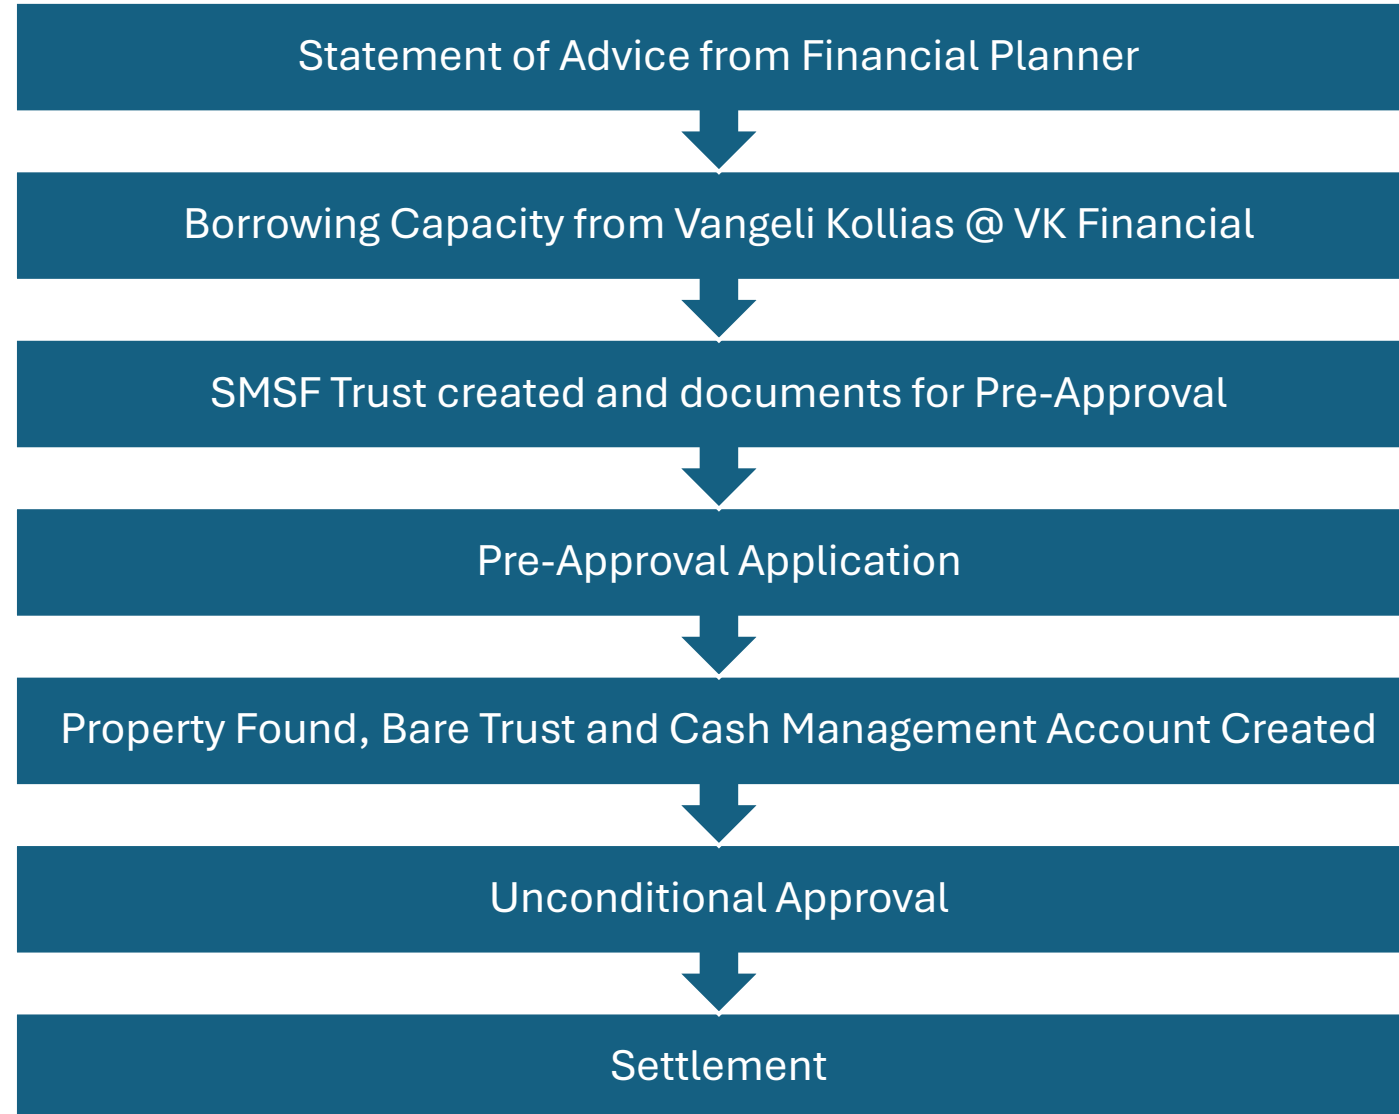 Statement of Advice from Financial Planner
Borrowing Capacity from Vangeli Kollias @ VK Financial
SMSF Trust created and documents for Pre-Approval
Pre-Approval Application
Property Found, Bare Trust and Cash Management Account Created
Unconditional Approval
Settlement